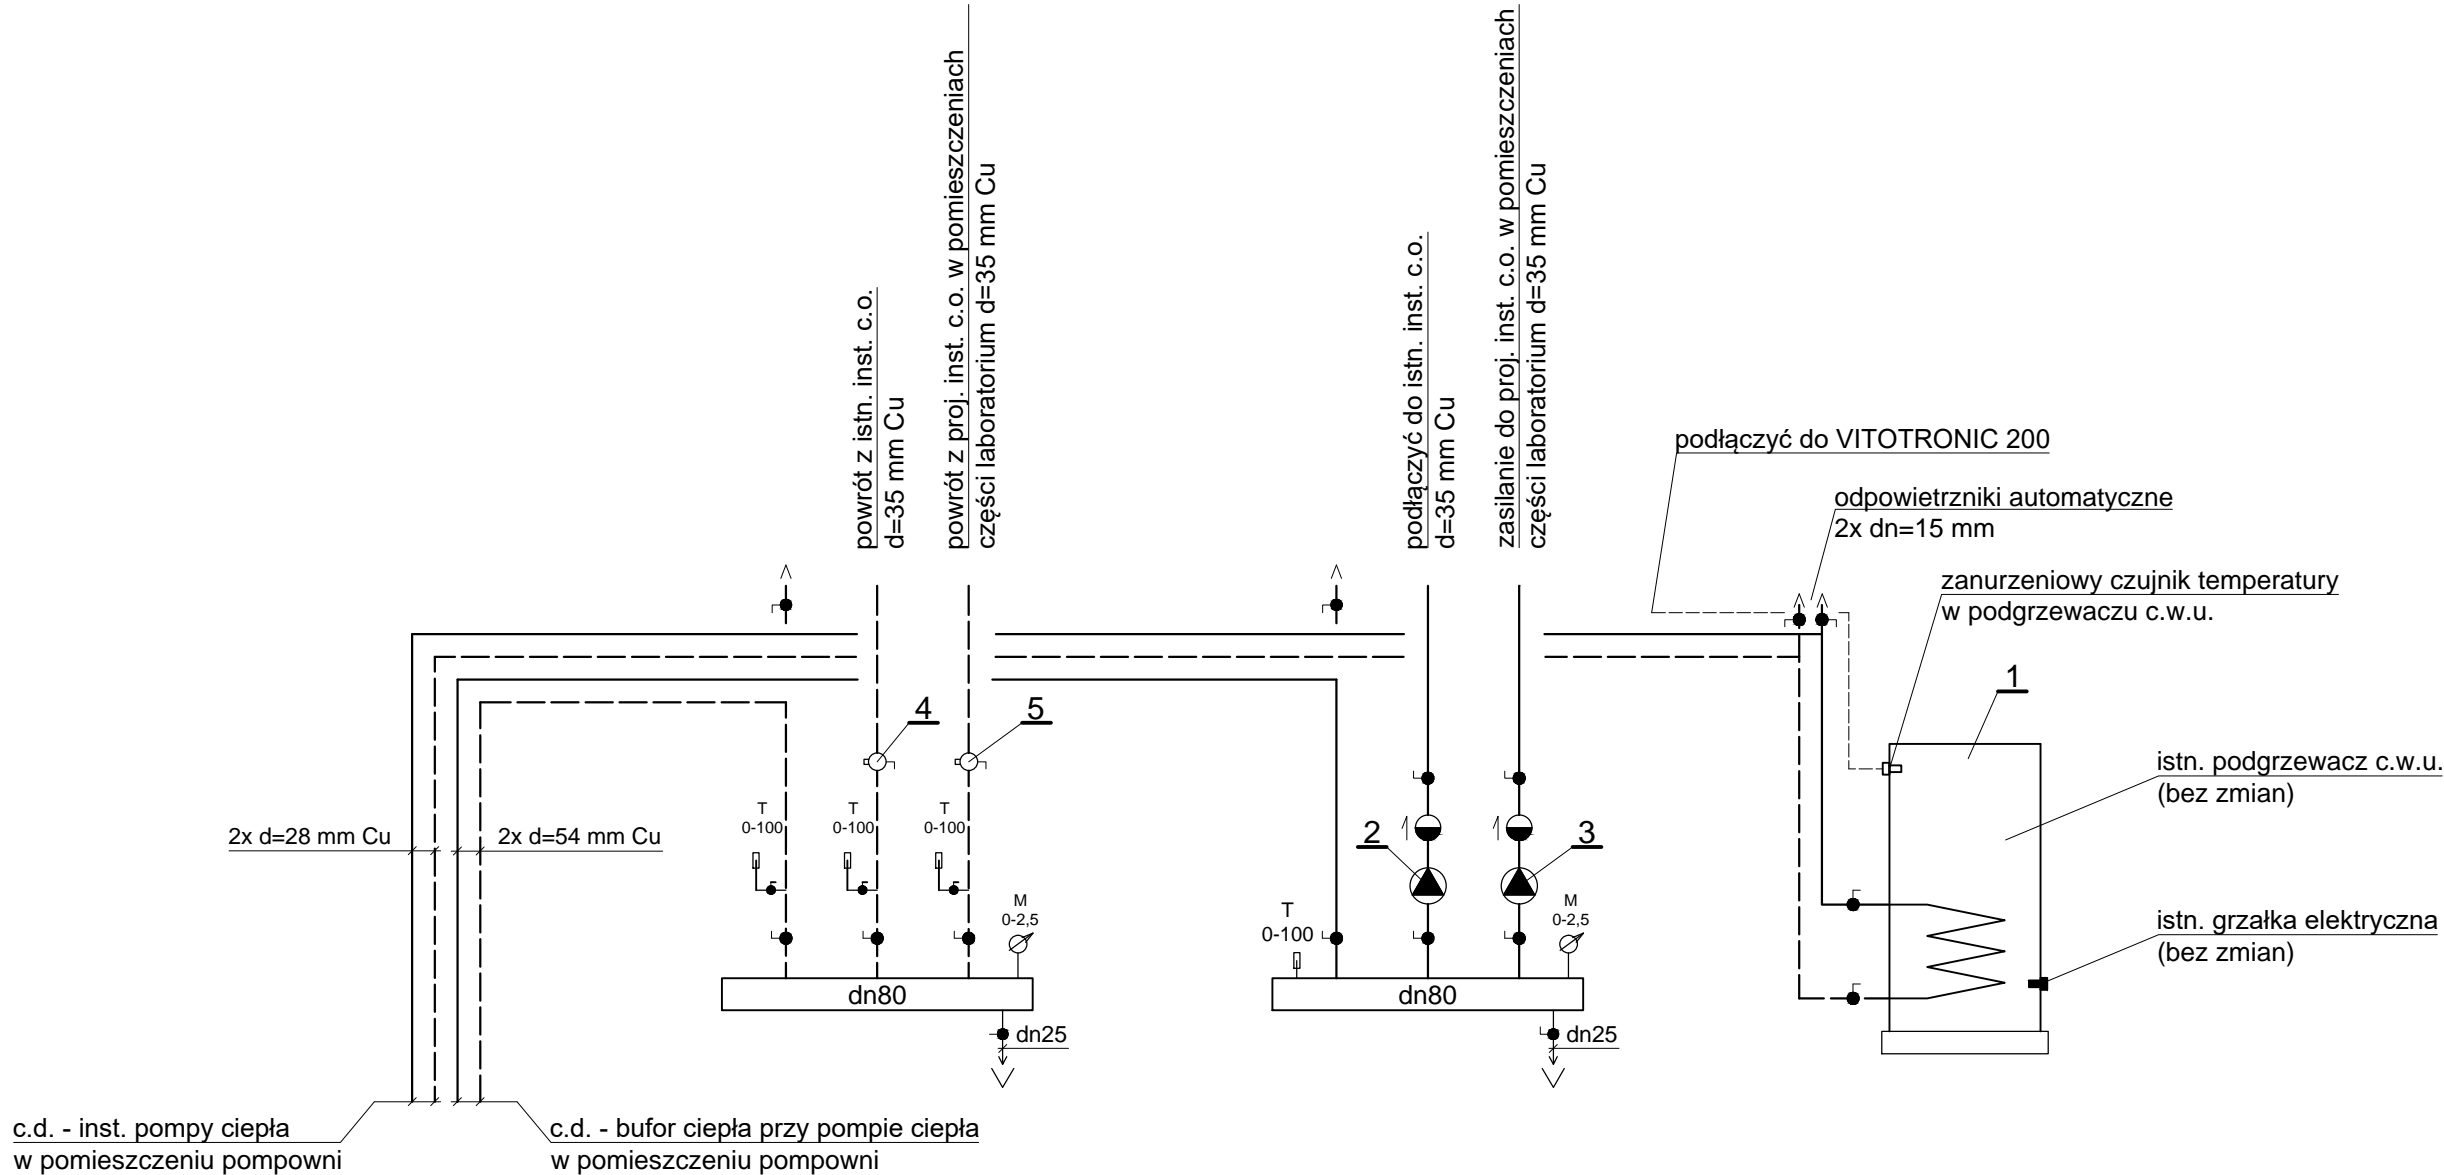 powrót z istn. inst. c.o.
d=35 mm Cu
powrót z proj. inst. c.o. w pomieszczeniach
części laboratorium d=35 mm Cu
podłączyć do istn. inst. c.o.
d=35 mm Cu
zasilanie do proj. inst. c.o. w pomieszczeniach
części laboratorium d=35 mm Cu
podłączyć do VITOTRONIC 200
odpowietrzniki automatyczne
2x dn=15 mm
zanurzeniowy czujnik temperatury
w podgrzewaczu c.w.u.
1
4
5
istn. podgrzewacz c.w.u.
(bez zmian)
2x d=28 mm Cu
2x d=54 mm Cu
T
0-100
T
0-100
T
0-100
2
3
M
0-2,5
T
0-100
M
0-2,5
istn. grzałka elektryczna
(bez zmian)
dn80
dn80
dn25
dn25
c.d. - inst. pompy ciepła
w pomieszczeniu pompowni
c.d. - bufor ciepła przy pompie ciepła
w pomieszczeniu pompowni